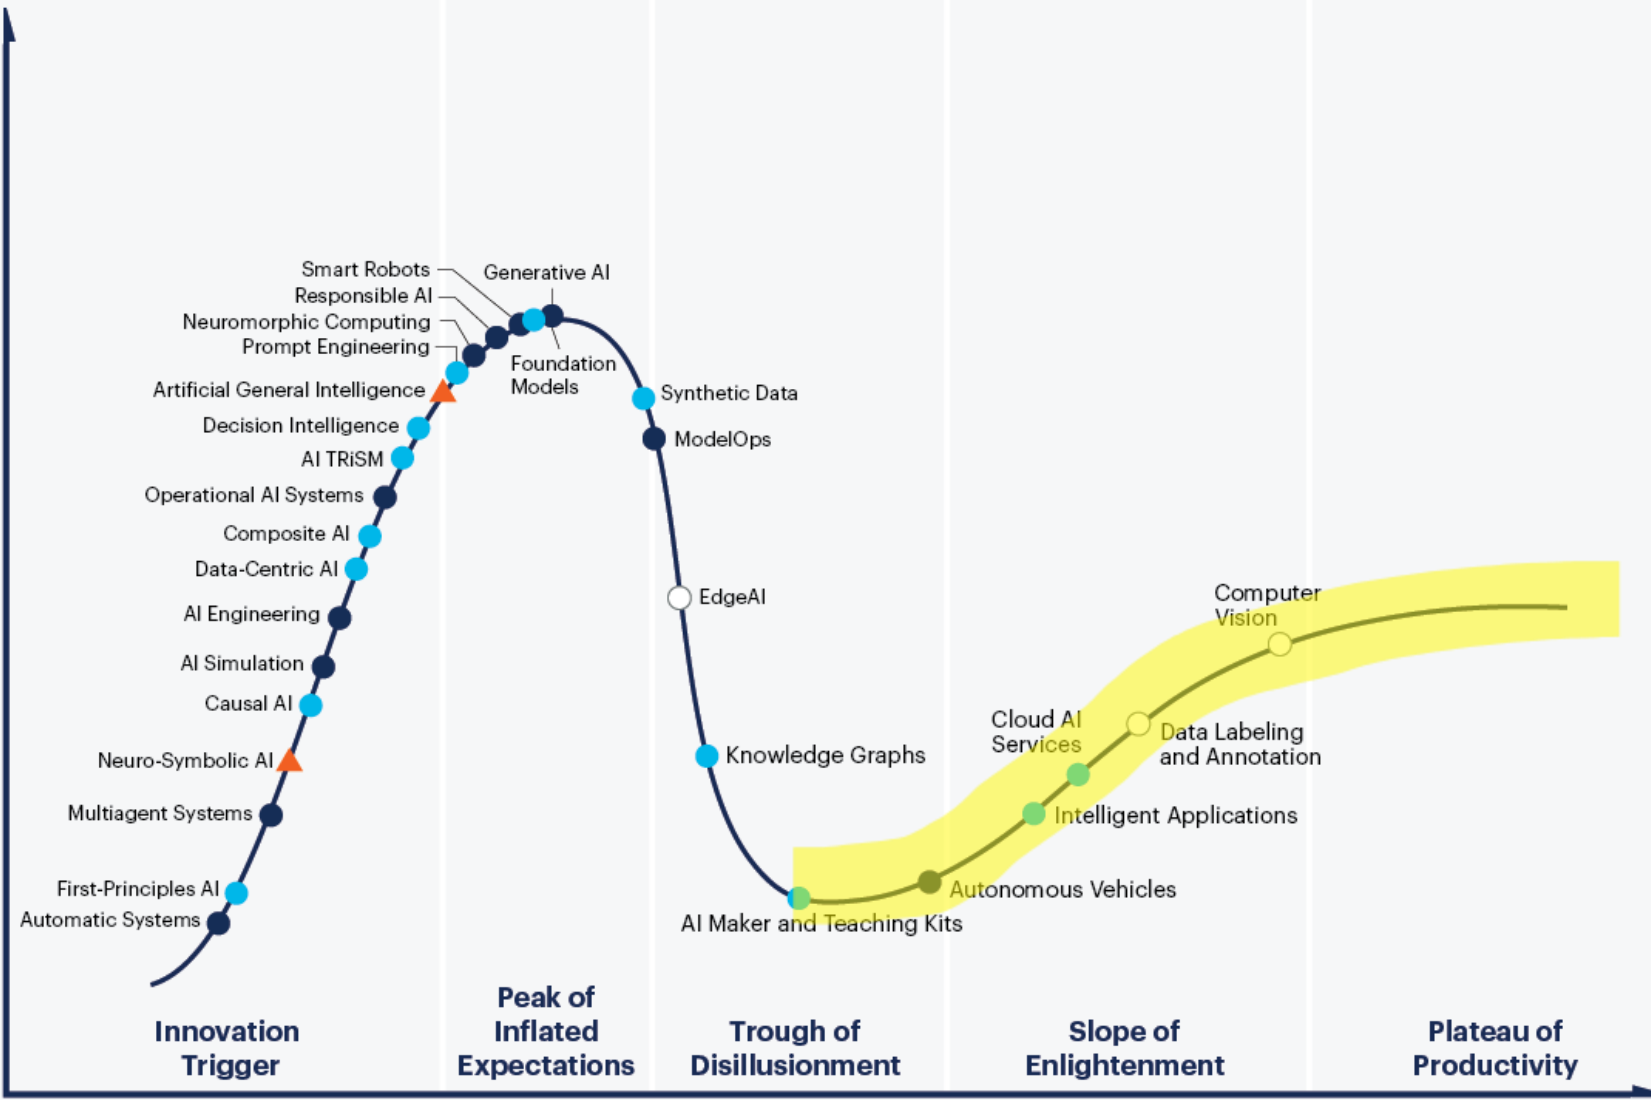 Smart Robots
Generative AI
Responsible AI
Neuromorphic Computing
Prompt Engineering
Foundation
Models
Artificial General Intelligence
Synthetic Data
Decision Intelligence
ModelOps
AI TRiSM
Operational AI Systems
Composite AI
Data-Centric AI
EdgeAI
Computer
Vision
AI Engineering
AI Simulation
Causal AI
Cloud AI
Services
Data Labeling
and Annotation
Neuro-Symbolic AI
Knowledge Graphs
Multiagent Systems
Intelligent Applications
First-Principles AI
Autonomous Vehicles
Automatic Systems
AI Maker and Teaching Kits
Innovation
Trigger
Peak of
Inflated
Expectations
Trough of
Disillusionment
Slope of
Enlightenment
Plateau of
Productivity